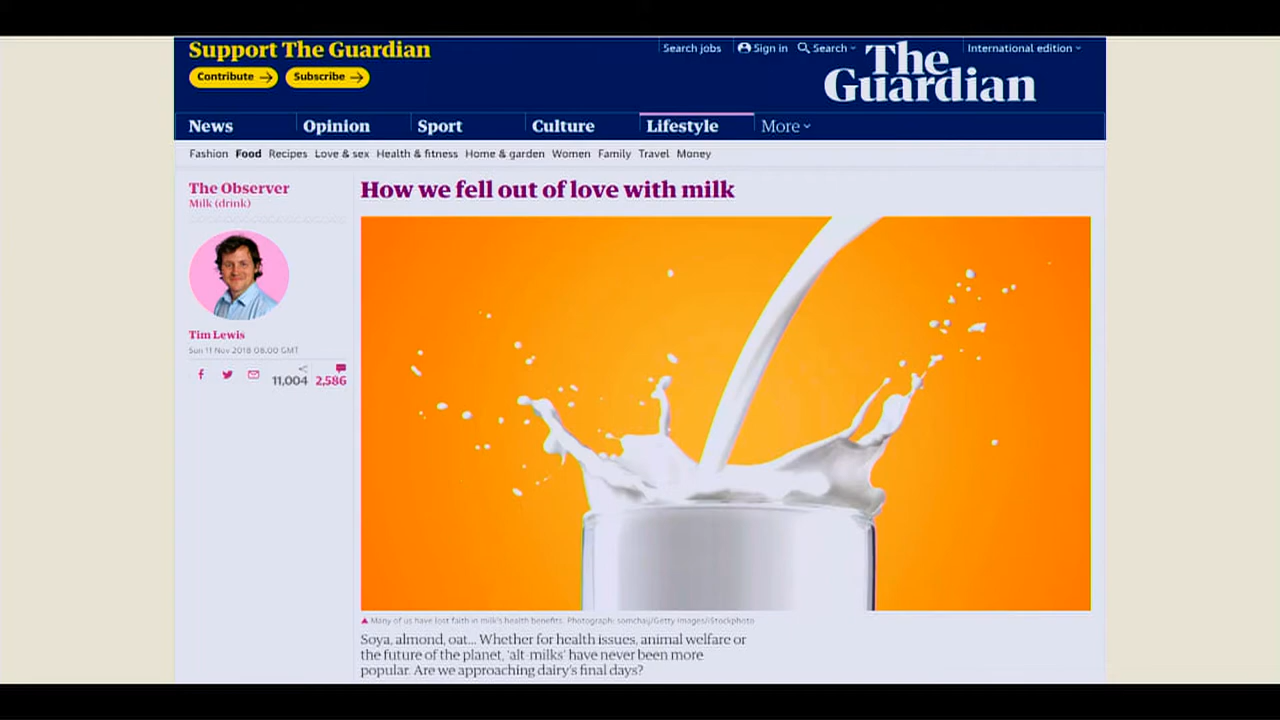 Support The Guardian
Contribute
Subscribe
Search jobs
Sign in
Search
International edition
The
Guardian
News
Opinion
Sport
Culture
Lifestyle
More
Fashion
Food
Recipes
Love & sex
Health & fitness
Home & garden
Women
Family
Travel
Money
The Observer
Milk (drink)
How we fell out of love with milk
Tim Lewis
Sun 11 Nov 2018 08.00 GMT
11,004
2,586
Many of us have lost faith in milk's health benefits. Photograph: somchaij/Getty Images/iStockphoto
Soya, almond, oat... Whether for health issues, animal welfare or
the future of the planet, ‘alt-milks’ have never been more
popular. Are we approaching dairy’s final days?